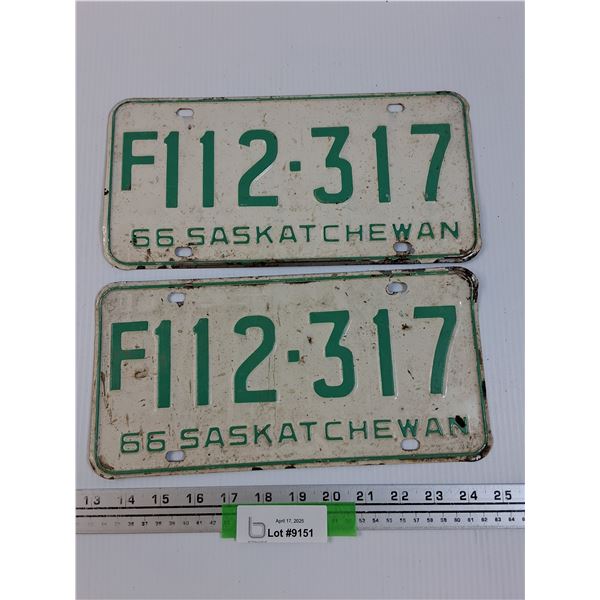 F112·317
66 SASKATCHEWAN
F112·317
66 SASKATCHEWAN
13 14 15 16 17 18 19 20 21 22 23 24 25
April 17, 2025
Lot #9151